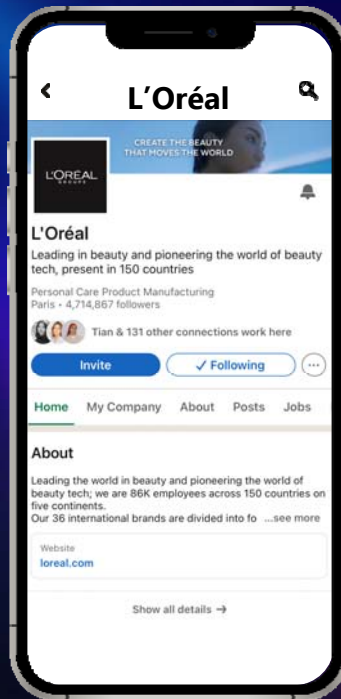 L’Oréal
CREATE THE BEAUTY
THAT MOVES THE WORLD
L'ORÉAL
GROUPE
L'Oréal
Leading in beauty and pioneering the world of beauty
tech, present in 150 countries
Personal Care Product Manufacturing
Paris • 4,714,867 followers
Tian & 131 other connections work here
Invite
✓ Following
Home My Company About Posts Jobs
About
Leading the world in beauty and pioneering the world of
beauty tech; we are 86K employees across 150 countries on
five continents.
Our 36 international brands are divided into fo ...see more
Website
loreal.com
Show all details →